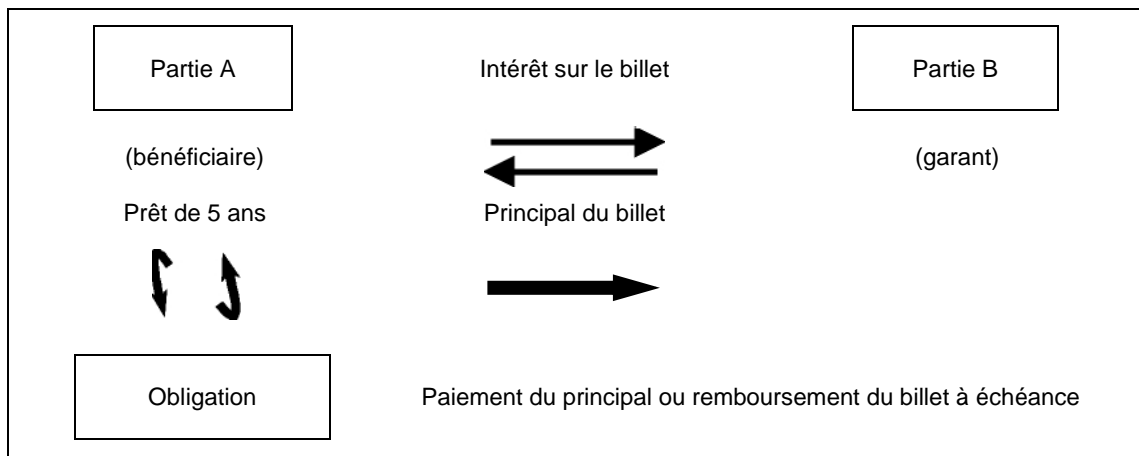 Partie A
Intérêt sur le billet
Partie B
(bénéficiaire)
(garant)
Prêt de 5 ans
Principal du billet
Obligation
Paiement du principal ou remboursement du billet à échéance